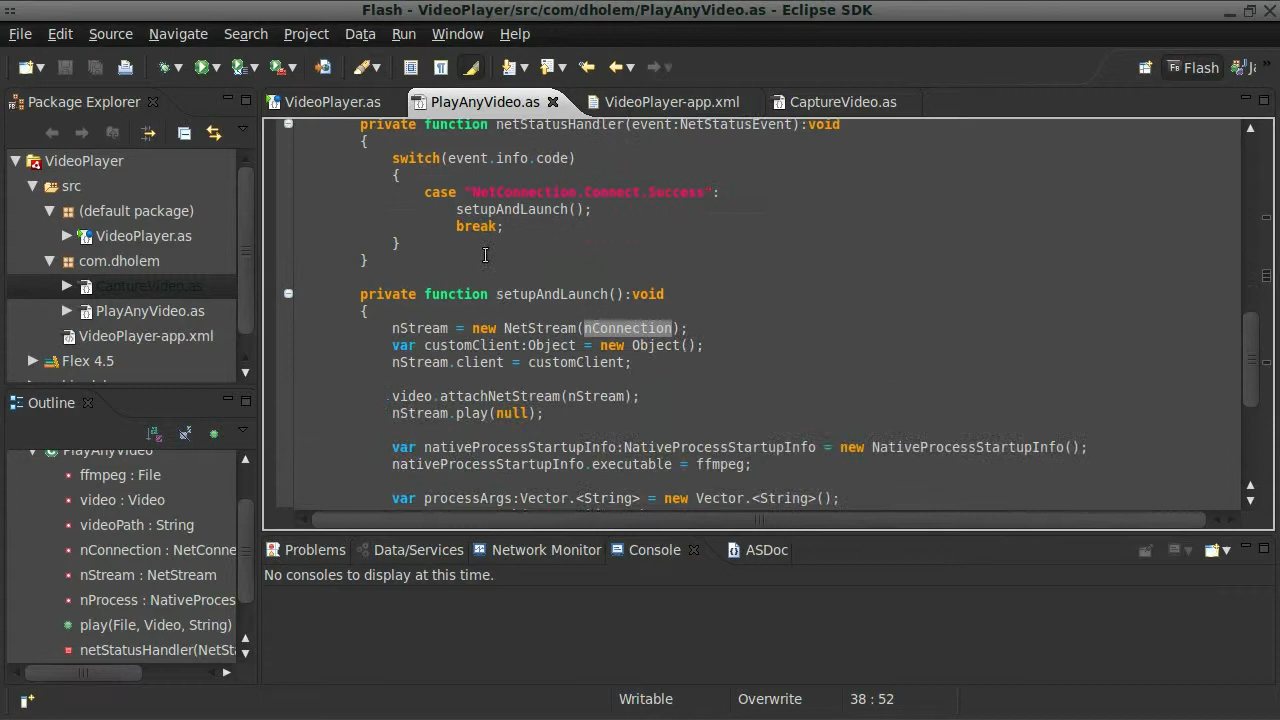 Flash - VideoPlayer/src/com/dholem/PlayAnyVideo.as - Eclipse SDK
File Edit Source Navigate Search Project Data Run Window Help
Flash
Package Explorer
VideoPlayer.as PlayAnyVideo.as VideoPlayer-app.xml CaptureVideo.as
VideoPlayer
src
(default package)
VideoPlayer.as
com.dholem
CaptureVideo.as
PlayAnyVideo.as
VideoPlayer-app.xml
Flex 4.5
private function netStatusHandler(event:NetStatusEvent):void
{
switch(event.info.code)
{
case "NetConnection.Connect.Success":
setupAndLaunch();
break;
}
}
private function setupAndLaunch():void
{
nStream = new NetStream(nConnection);
var customClient:Object = new Object();
nStream.client = customClient;
video.attachNetStream(nStream);
nStream.play(null);
var nativeProcessStartupInfo:NativeProcessStartupInfo = new NativeProcessStartupInfo();
nativeProcessStartupInfo.executable = ffmpeg;
var processArgs:Vector.<String> = new Vector.<String>();
Outline
PlayAnyVideo
ffmpeg : File
video : Video
videoPath : String
nConnection : NetConne
nStream : NetStream
nProcess : NativeProces
play(File, Video, String)
netStatusHandler(NetSta
Problems Data/Services Network Monitor Console ASDoc
No consoles to display at this time.
Writable Overwrite 38 : 52